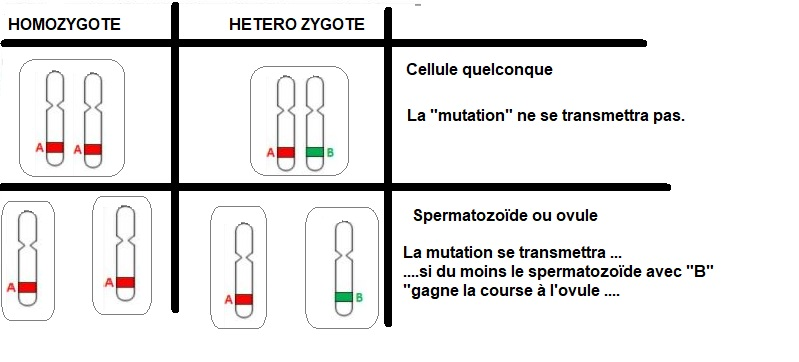 HOMOZYGOTE
HETERO ZYGOTE
A
A
A
B
Cellule quelconque
La "mutation" ne se transmettra pas.
A
A
A
B
Spermatozoïde ou ovule
La mutation se transmettra ...
....si du moins le spermatozoïde avec "B"
"gagne la course à l'ovule ....